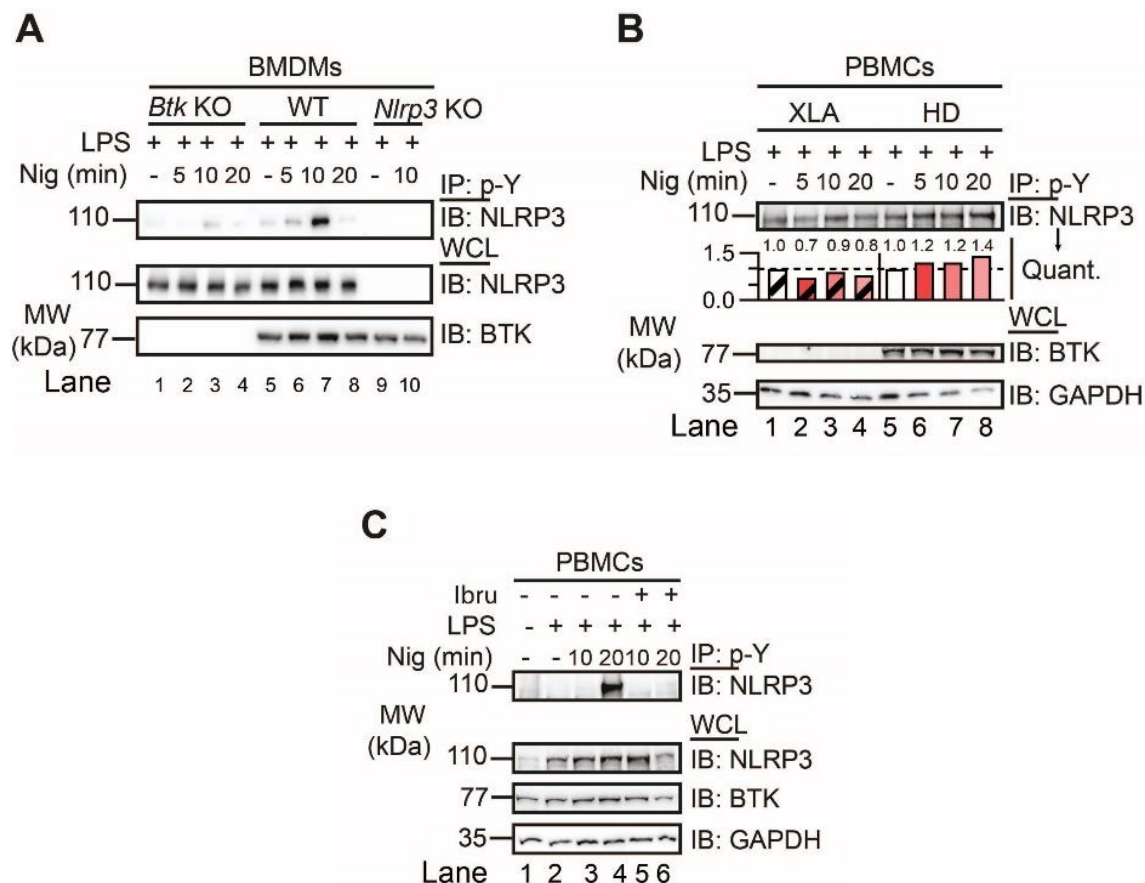 A
BMDMs
Btk KO WT Nlrp3 KO
LPS + + + + + + + + + +
Nig (min) - 5 10 20 - 5 10 20 - 10 IP: p-Y
110 IB: NLRP3
WCL
110 IB: NLRP3
MW (kDa) 77 IB: BTK
Lane 1 2 3 4 5 6 7 8 9 10
B
PBMCs
XLA HD
LPS + + + + + + + +
Nig (min) - 5 10 20 - 5 10 20 IP: p-Y
110 IB: NLRP3
1.0 0.7 0.9 0.8 1.0 1.2 1.2 1.4
1.5
Quant.
0.0
WCL
MW (kDa) 77 IB: BTK
35 IB: GAPDH
Lane 1 2 3 4 5 6 7 8
C
PBMCs
Ibru - - - - + +
LPS - + + + + +
Nig (min) - - 10 20 10 20 IP: p-Y
110 IB: NLRP3
MW (kDa)
WCL
110 IB: NLRP3
77 IB: BTK
35 IB: GAPDH
Lane 1 2 3 4 5 6